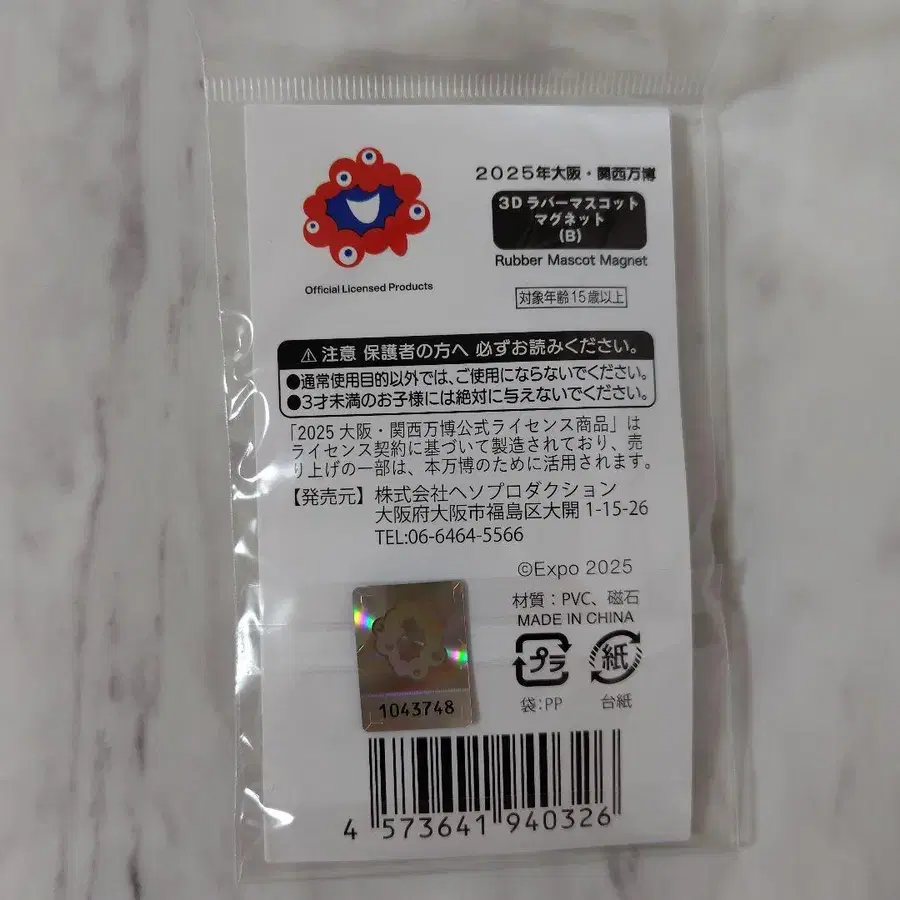 2025年大阪・関西万博
3Dラバーマスコット
マグネット
(B)
Rubber Mascot Magnet
Official Licensed Products
対象年齢15歳以上
⚠注意 保護者の方へ 必ずお読みください。
●通常使用目的以外では、ご使用にならないでください。
●3才未満のお子様には絶対に与えないでください。
「2025 大阪・関西万博公式ライセンス商品」は
ライセンス契約に基づいて製造されており、売
り上げの一部は、本万博のために活用されます。
【発売元】株式会社ヘソプロダクション
大阪府大阪市福島区大開 1-15-26
TEL:06-6464-5566
©Expo 2025
材質：PVC、磁石
MADE IN CHINA
プラ
紙
袋：PP
台紙
1043748
4 573641 940326